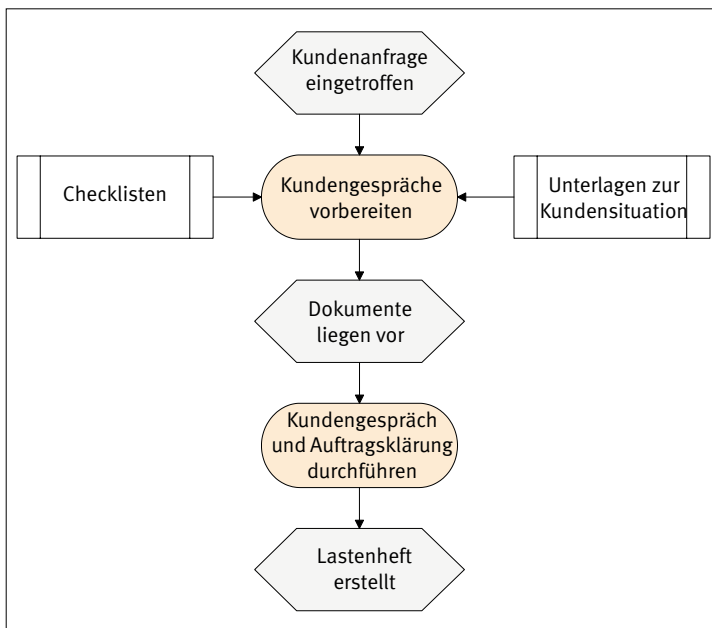 Kundenanfrage
eingetroffen
Checklisten
Kundengespräche
vorbereiten
Unterlagen zur
Kundensituation
Dokumente
liegen vor
Kundengespräch
und Auftragsklärung
durchführen
Lastenheft
erstellt